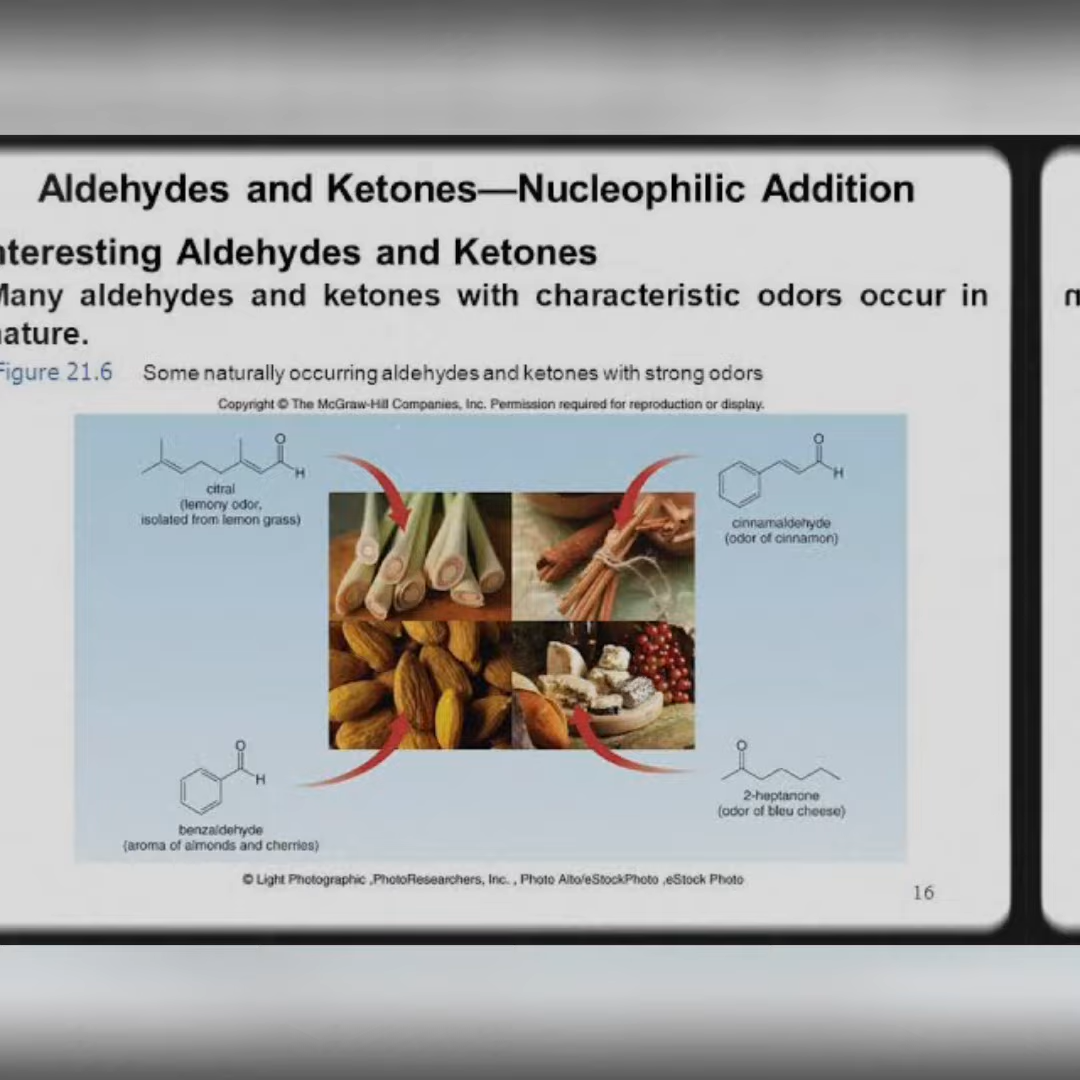 Aldehydes and Ketones—Nucleophilic Addition
nteresting Aldehydes and Ketones
Many aldehydes and ketones with characteristic odors occur in
ature.
Figure 21.6 Some naturally occurring aldehydes and ketones with strong odors
Copyright © The McGraw-Hill Companies, Inc. Permission required for reproduction or display.
O
H
citral
(lemony odor,
isolated from lemon grass)
O
H
cinnamaldehyde
(odor of cinnamon)
O
H
benzaldehyde
(aroma of almonds and cherries)
O
2-heptanone
(odor of bleu cheese)
© Light Photographic ,PhotoResearchers, Inc. , Photo Alto/eStockPhoto ,eStock Photo
16